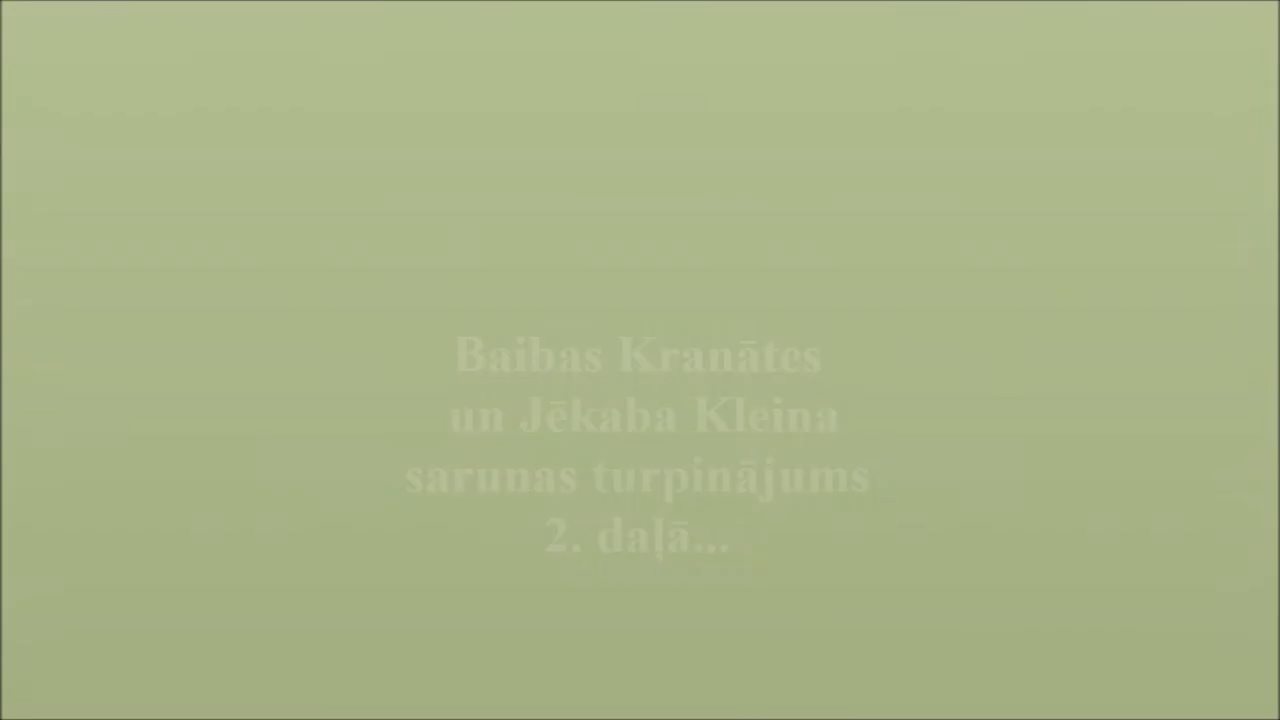 Baibas Kranātes
un Jēkaba Kleina
sarunas turpinājums
2. daļā...